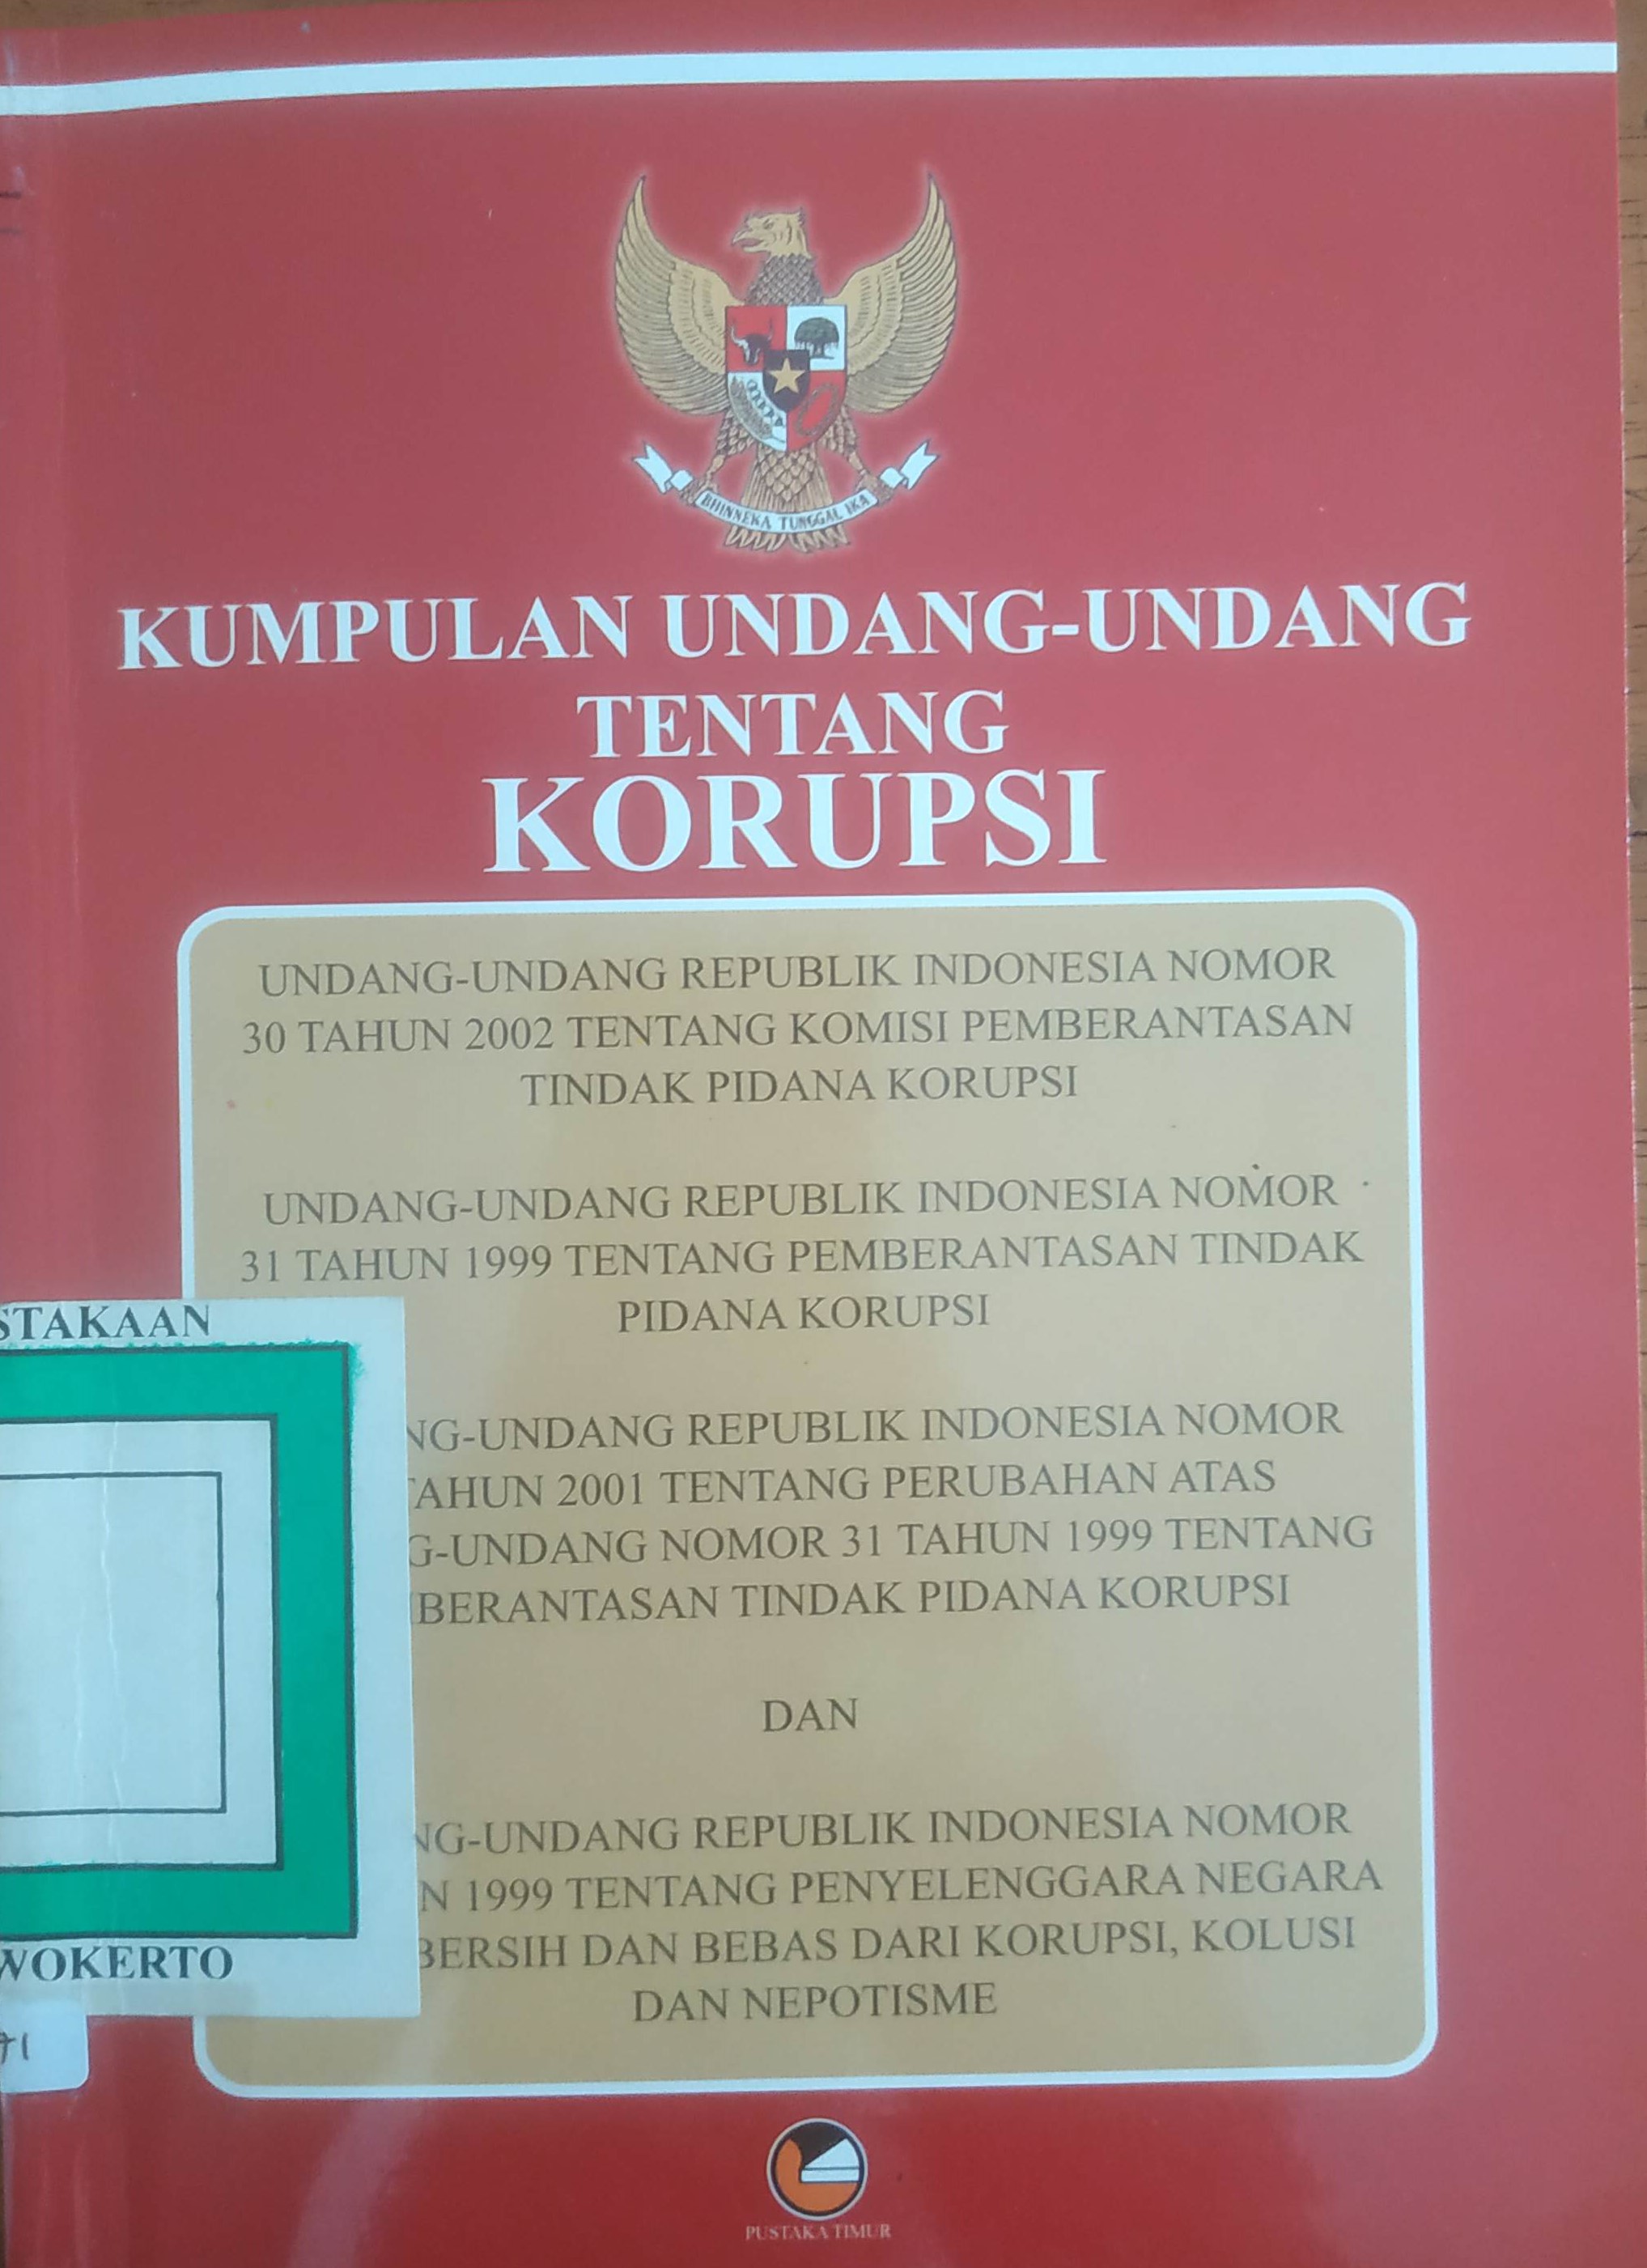 BHINNEKA TUNGGAL IKA
KUMPULAN UNDANG-UNDANG
TENTANG
KORUPSI
UNDANG-UNDANG REPUBLIK INDONESIA NOMOR
30 TAHUN 2002 TENTANG KOMISI PEMBERANTASAN
TINDAK PIDANA KORUPSI
UNDANG-UNDANG REPUBLIK INDONESIA NOMOR
31 TAHUN 1999 TENTANG PEMBERANTASAN TINDAK
PIDANA KORUPSI
STAKAAN
NG-UNDANG REPUBLIK INDONESIA NOMOR
TAHUN 2001 TENTANG PERUBAHAN ATAS
G-UNDANG NOMOR 31 TAHUN 1999 TENTANG
BERANTASAN TINDAK PIDANA KORUPSI
DAN
NG-UNDANG REPUBLIK INDONESIA NOMOR
N 1999 TENTANG PENYELENGGARA NEGARA
BERSIH DAN BEBAS DARI KORUPSI, KOLUSI
DAN NEPOTISME
WOKERTO
71
PUSTAKA TIMUR